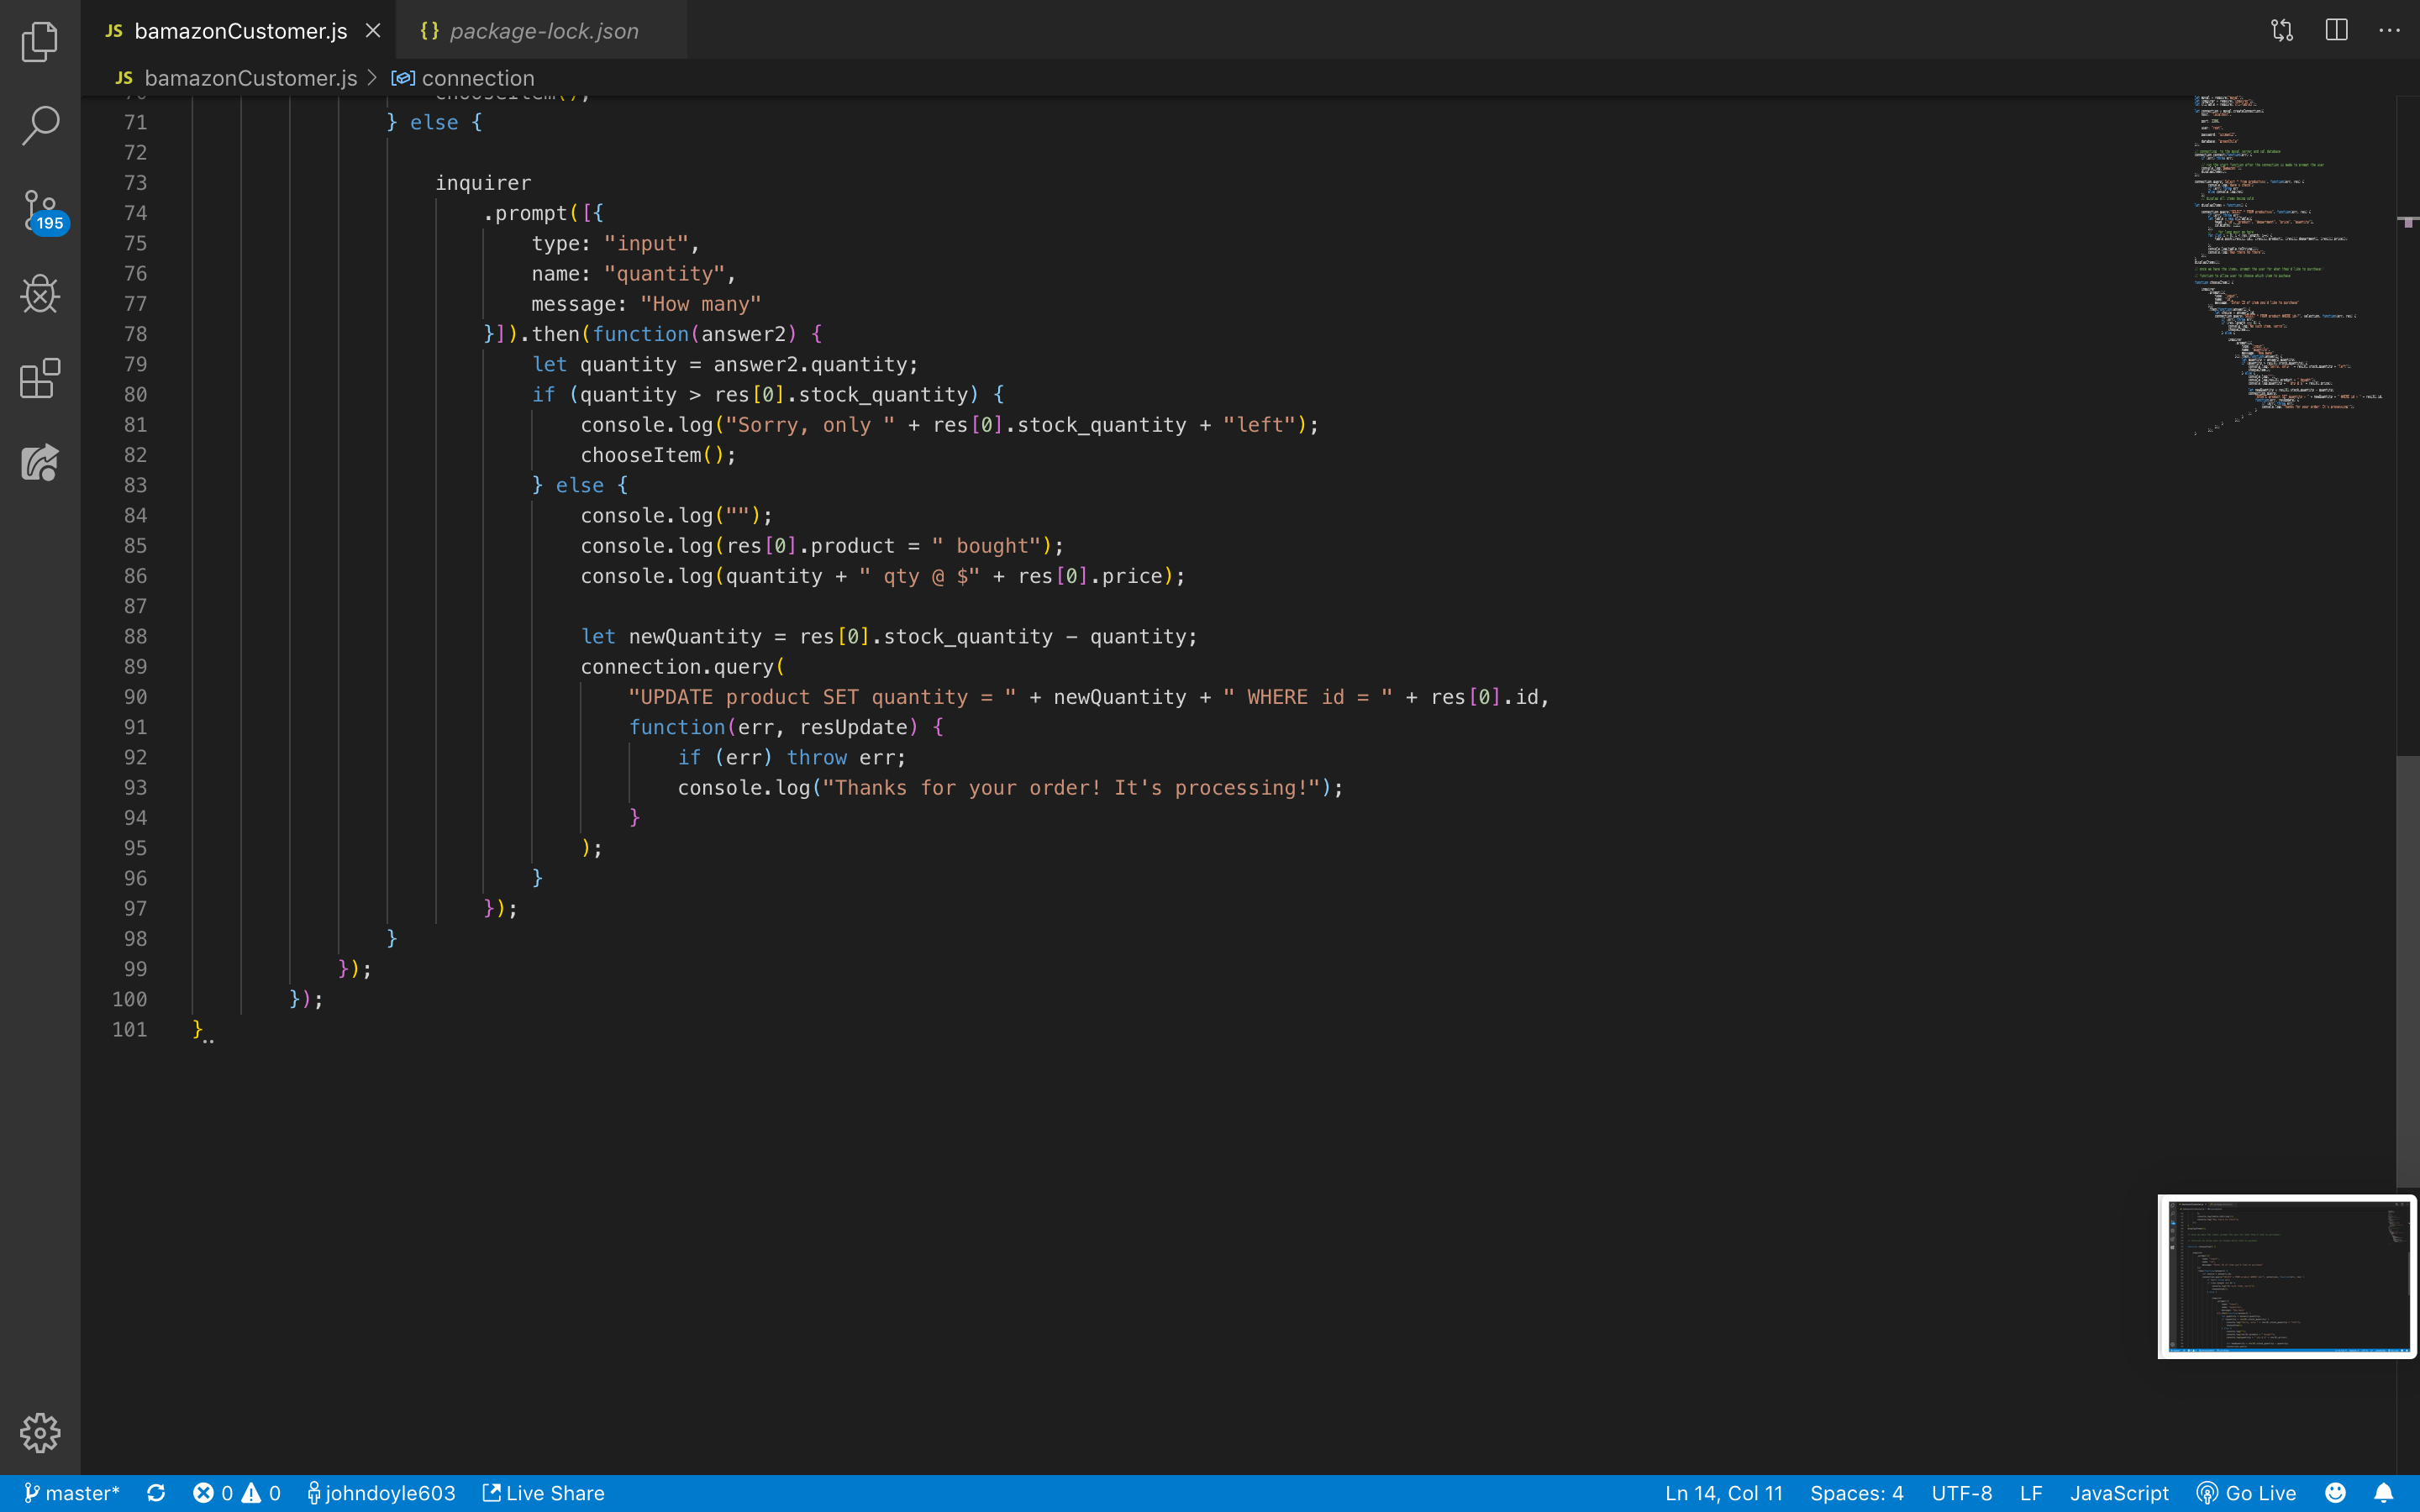 JS bamazonCustomer.js
{} package-lock.json
JS bamazonCustomer.js > connection
71 } else {
72
73 inquirer
74 .prompt([{
75 type: "input",
76 name: "quantity",
77 message: "How many"
78 }]).then(function(answer2) {
79 let quantity = answer2.quantity;
80 if (quantity > res[0].stock_quantity) {
81 console.log("Sorry, only " + res[0].stock_quantity + "left");
82 chooseItem();
83 } else {
84 console.log("");
85 console.log(res[0].product = " bought");
86 console.log(quantity + " qty @ $" + res[0].price);
87
88 let newQuantity = res[0].stock_quantity - quantity;
89 connection.query(
90 "UPDATE product SET quantity = " + newQuantity + " WHERE id = " + res[0].id,
91 function(err, resUpdate) {
92 if (err) throw err;
93 console.log("Thanks for your order! It's processing!");
94 }
95 );
96 }
97 });
98 }
99 });
100 });
101 }
195
master* 0 0 johndoyle603 Live Share Ln 14, Col 11 Spaces: 4 UTF-8 LF JavaScript Go Live